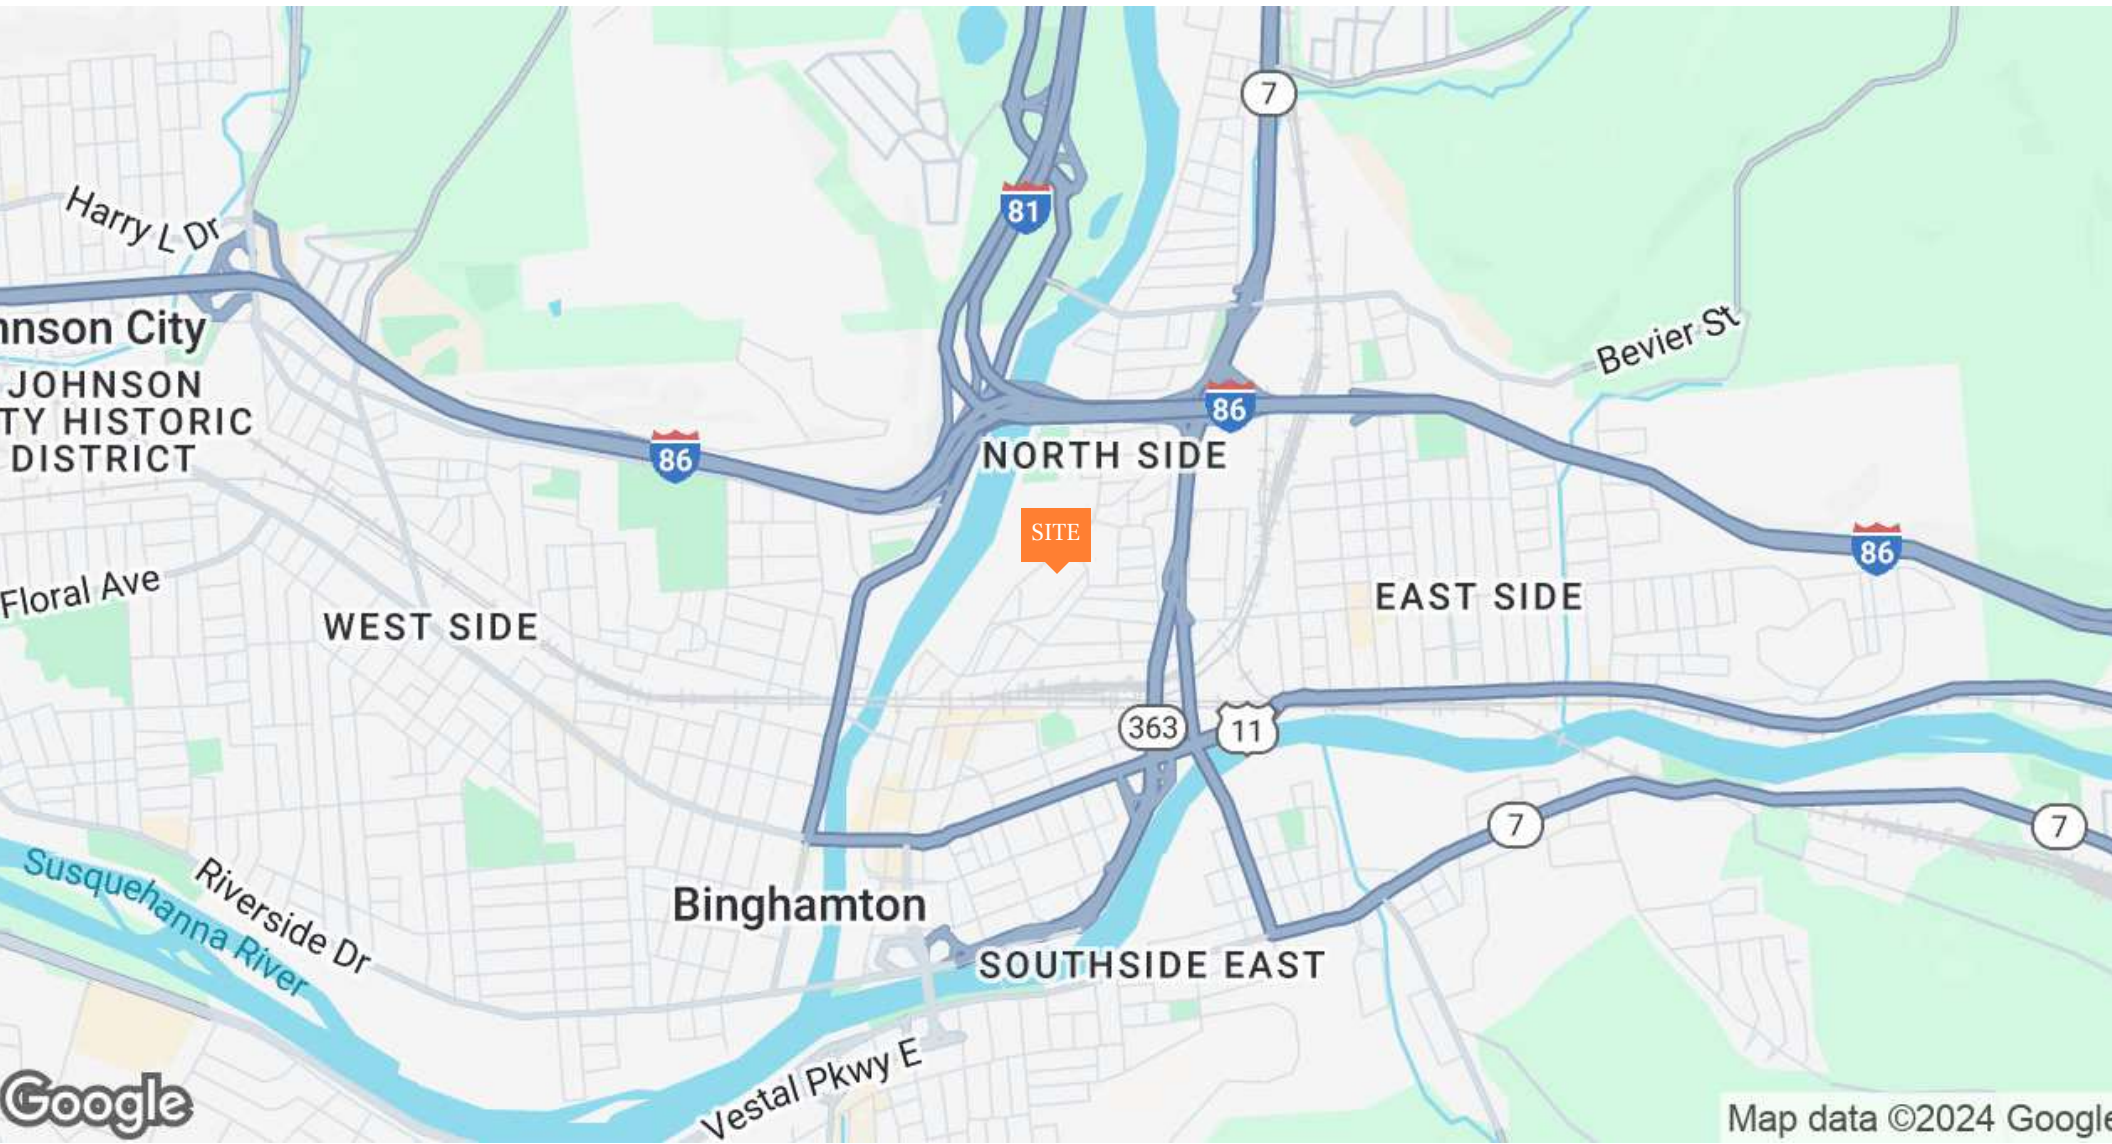 7
81
Harry L Dr
hnson City
JOHNSON
TY HISTORIC
DISTRICT
Bevier St
86
86
NORTH SIDE
SITE
86
Floral Ave
WEST SIDE
EAST SIDE
363
11
7
7
Susquehanna River
Riverside Dr
Binghamton
SOUTHSIDE EAST
Vestal Pkwy E
Google
Map data ©2024 Google